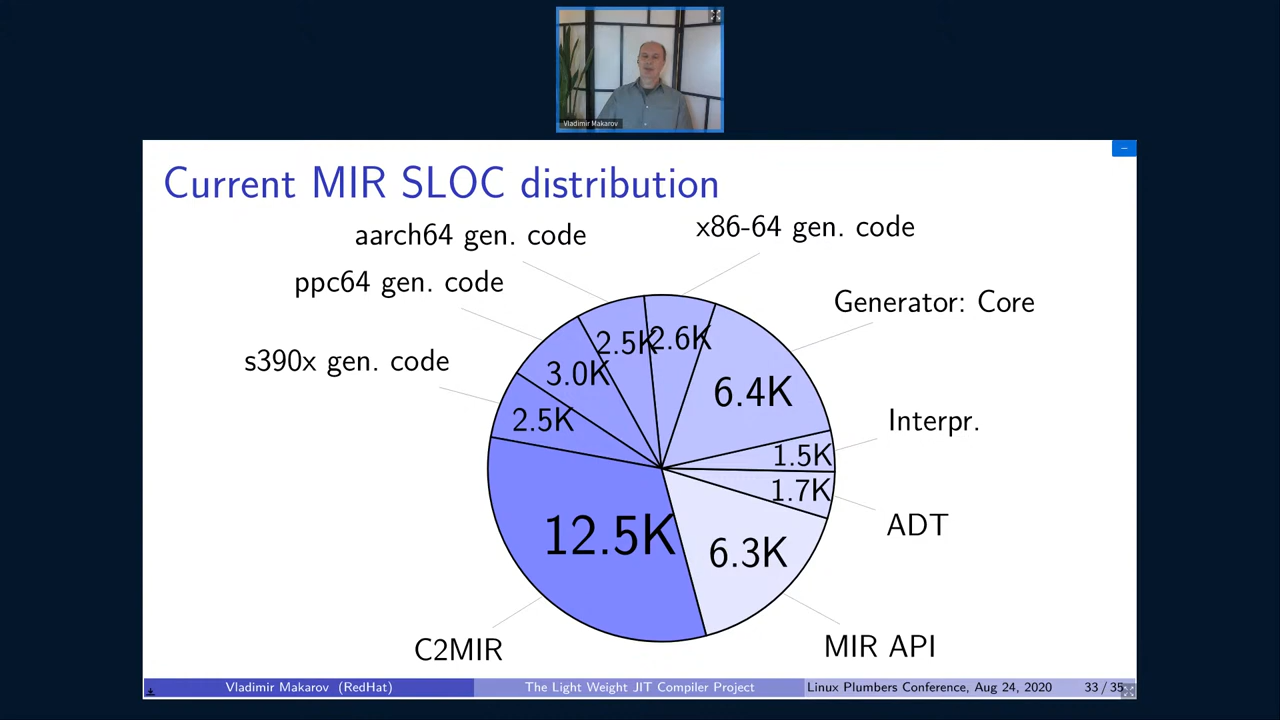 Vladimir Makarov
Current MIR SLOC distribution
aarch64 gen. code
x86-64 gen. code
ppc64 gen. code
Generator: Core
s390x gen. code
Interpr.
2.5K
2.6K
3.0K
6.4K
2.5K
1.5K
1.7K
12.5K
6.3K
ADT
C2MIR
MIR API
Vladimir Makarov (RedHat)
The Light Weight JIT Compiler Project
Linux Plumbers Conference, Aug 24, 2020
33 / 35